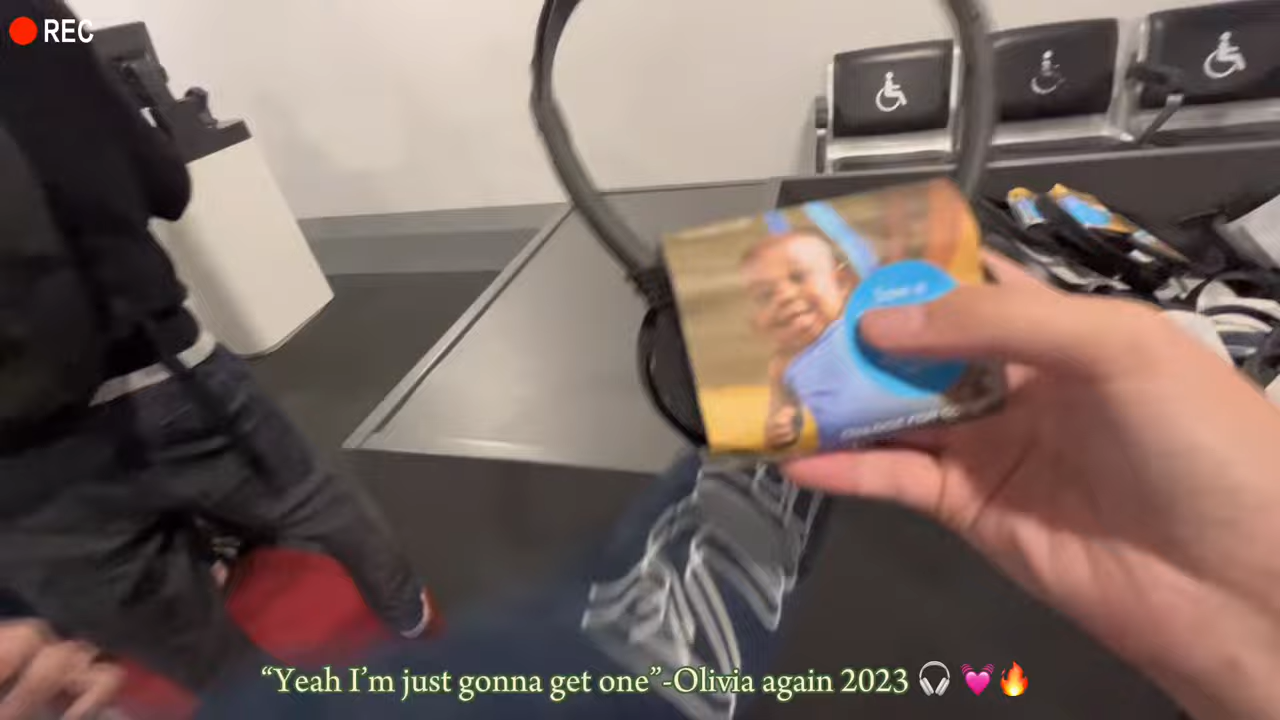 REC
“Yeah I’m just gonna get one”-Olivia again 2023 🎧 💓🔥